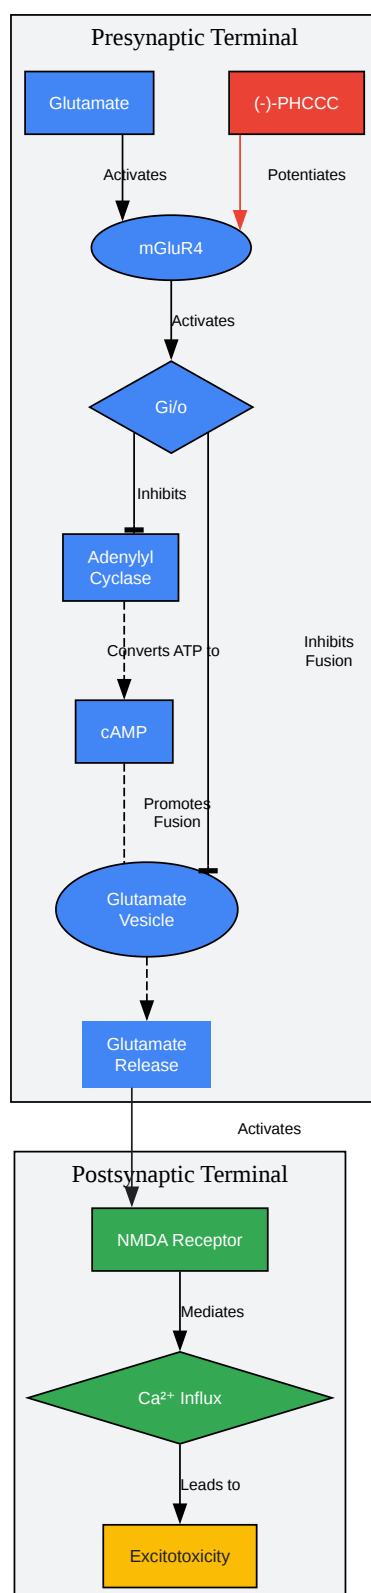 Presynaptic Terminal
Glutamate
(-)-PHCCC
Activates
Potentiates
mGluR4
Activates
Gi/o
Inhibits
Adenylyl
Cyclase
Converts ATP to
Inhibits
Fusion
cAMP
Promotes
Fusion
Glutamate
Vesicle
Glutamate
Release
Activates
Postsynaptic Terminal
NMDA Receptor
Mediates
Ca²⁺ Influx
Leads to
Excitotoxicity